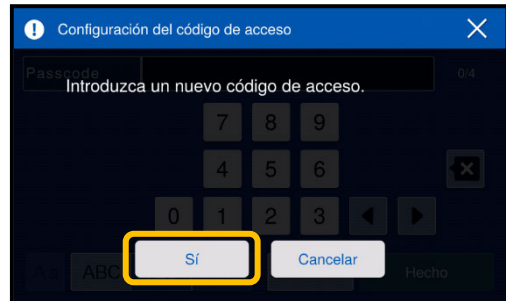 Configuración del código de acceso
Passcode 0/4
Introduzca un nuevo código de acceso.
7 8 9
4 5 6
0 1 2 3
Sí Cancelar
Aa ABC Hecho